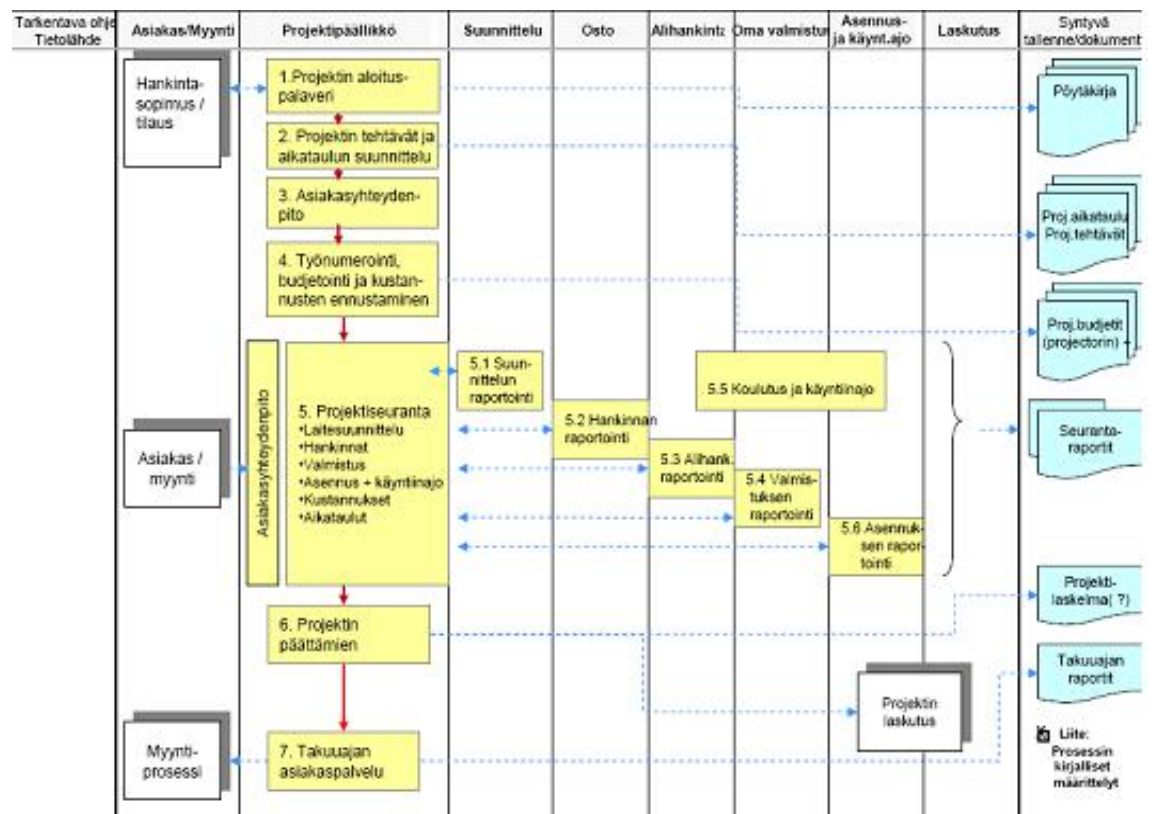 Tarkentava ohje
Tietolähde
Asiakas/Myynti
Projektipäällikkö
Suunnittelu
Osto
Alihankinta
Oma valmistus
Asennus-
ja käynt.ajo
Laskutus
Syntyvä
tallenne/dokumentti
Hankinta-
sopimus /
tilaus
1.Projektin aloitus-
palaveri
Pöytäkirja
2. Projektin tehtävät ja
aikataulun suunnittelu
3. Asiakasyhteyden-
pito
Proj.aikataulu
Proj.tehtävät
4. Työnumerointi,
budjetointi ja kustan-
nusten ennustaminen
Proj.budjetit
(projectorin) +
Asiakasyhteydenpito
5. Projektiseuranta
•Laitesuunnittelu
•Hankinnat
•Valmistus
•Asennus + käyntiinajo
•Kustannukset
•Aikataulut
5.1 Suun-
nittelun
raportointi
5.2 Hankinnan
raportointi
5.3 Alihank.
raportointi
5.4 Valmis-
tuksen
raportointi
5.5 Koulutus ja käyntiinajo
5.6 Asennuk-
sen rapor-
tointi
Seuranta-
raportit
Asiakas /
myynti
6. Projektin
päättämien
Projekti-
laskelma( ?)
Takuuajan
raportit
Projektin
laskutus
Myynti-
prosessi
7. Takuuajan
asiakaspalvelu
Liite:
Prosessin
kirjalliset
määrittelyt